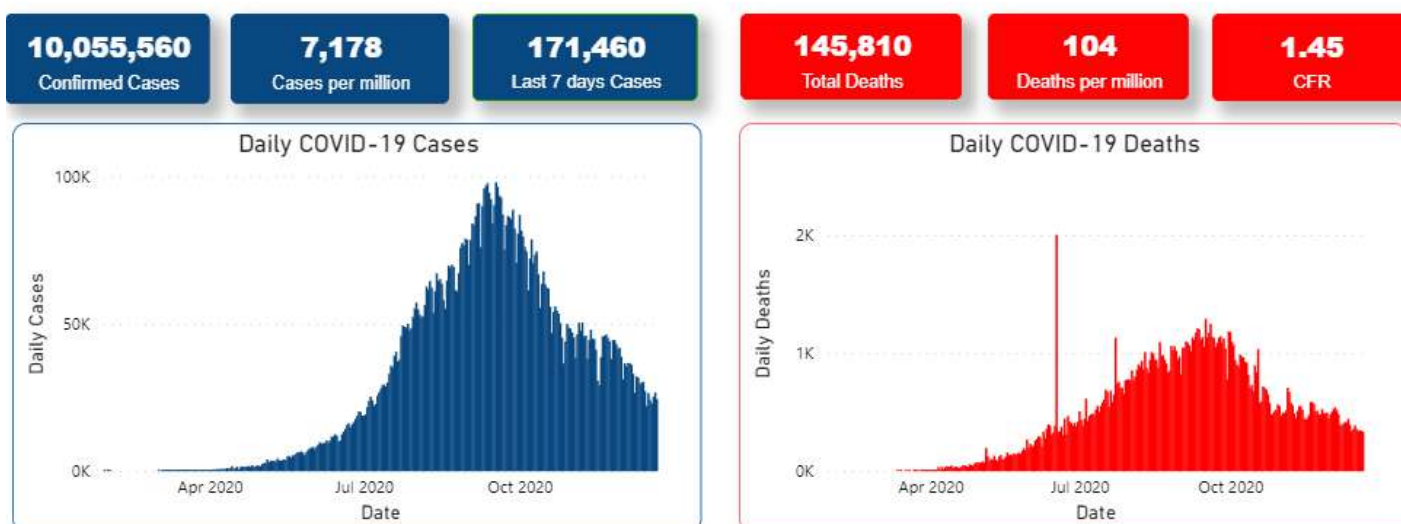 10,055,560
Confirmed Cases
7,178
Cases per million
171,460
Last 7 days Cases
145,810
Total Deaths
104
Deaths per million
1.45
CFR
Daily COVID-19 Cases
100K
50K
0K
Daily Cases
Apr 2020
Jul 2020
Oct 2020
Date
Daily COVID-19 Deaths
2K
1K
0K
Daily Deaths
Apr 2020
Jul 2020
Oct 2020
Date